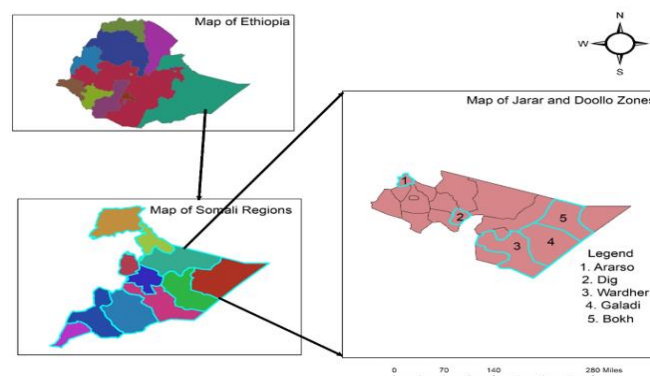 Map of Ethiopia
N
W
E
S
Map of Jarar and Doollo Zones
Map of Somali Regions
1
2
5
3
4
Legend
1. Ararso
2. Dig
3. Wardher
4. Galadi
5. Bokh
0 70 140 280 Miles